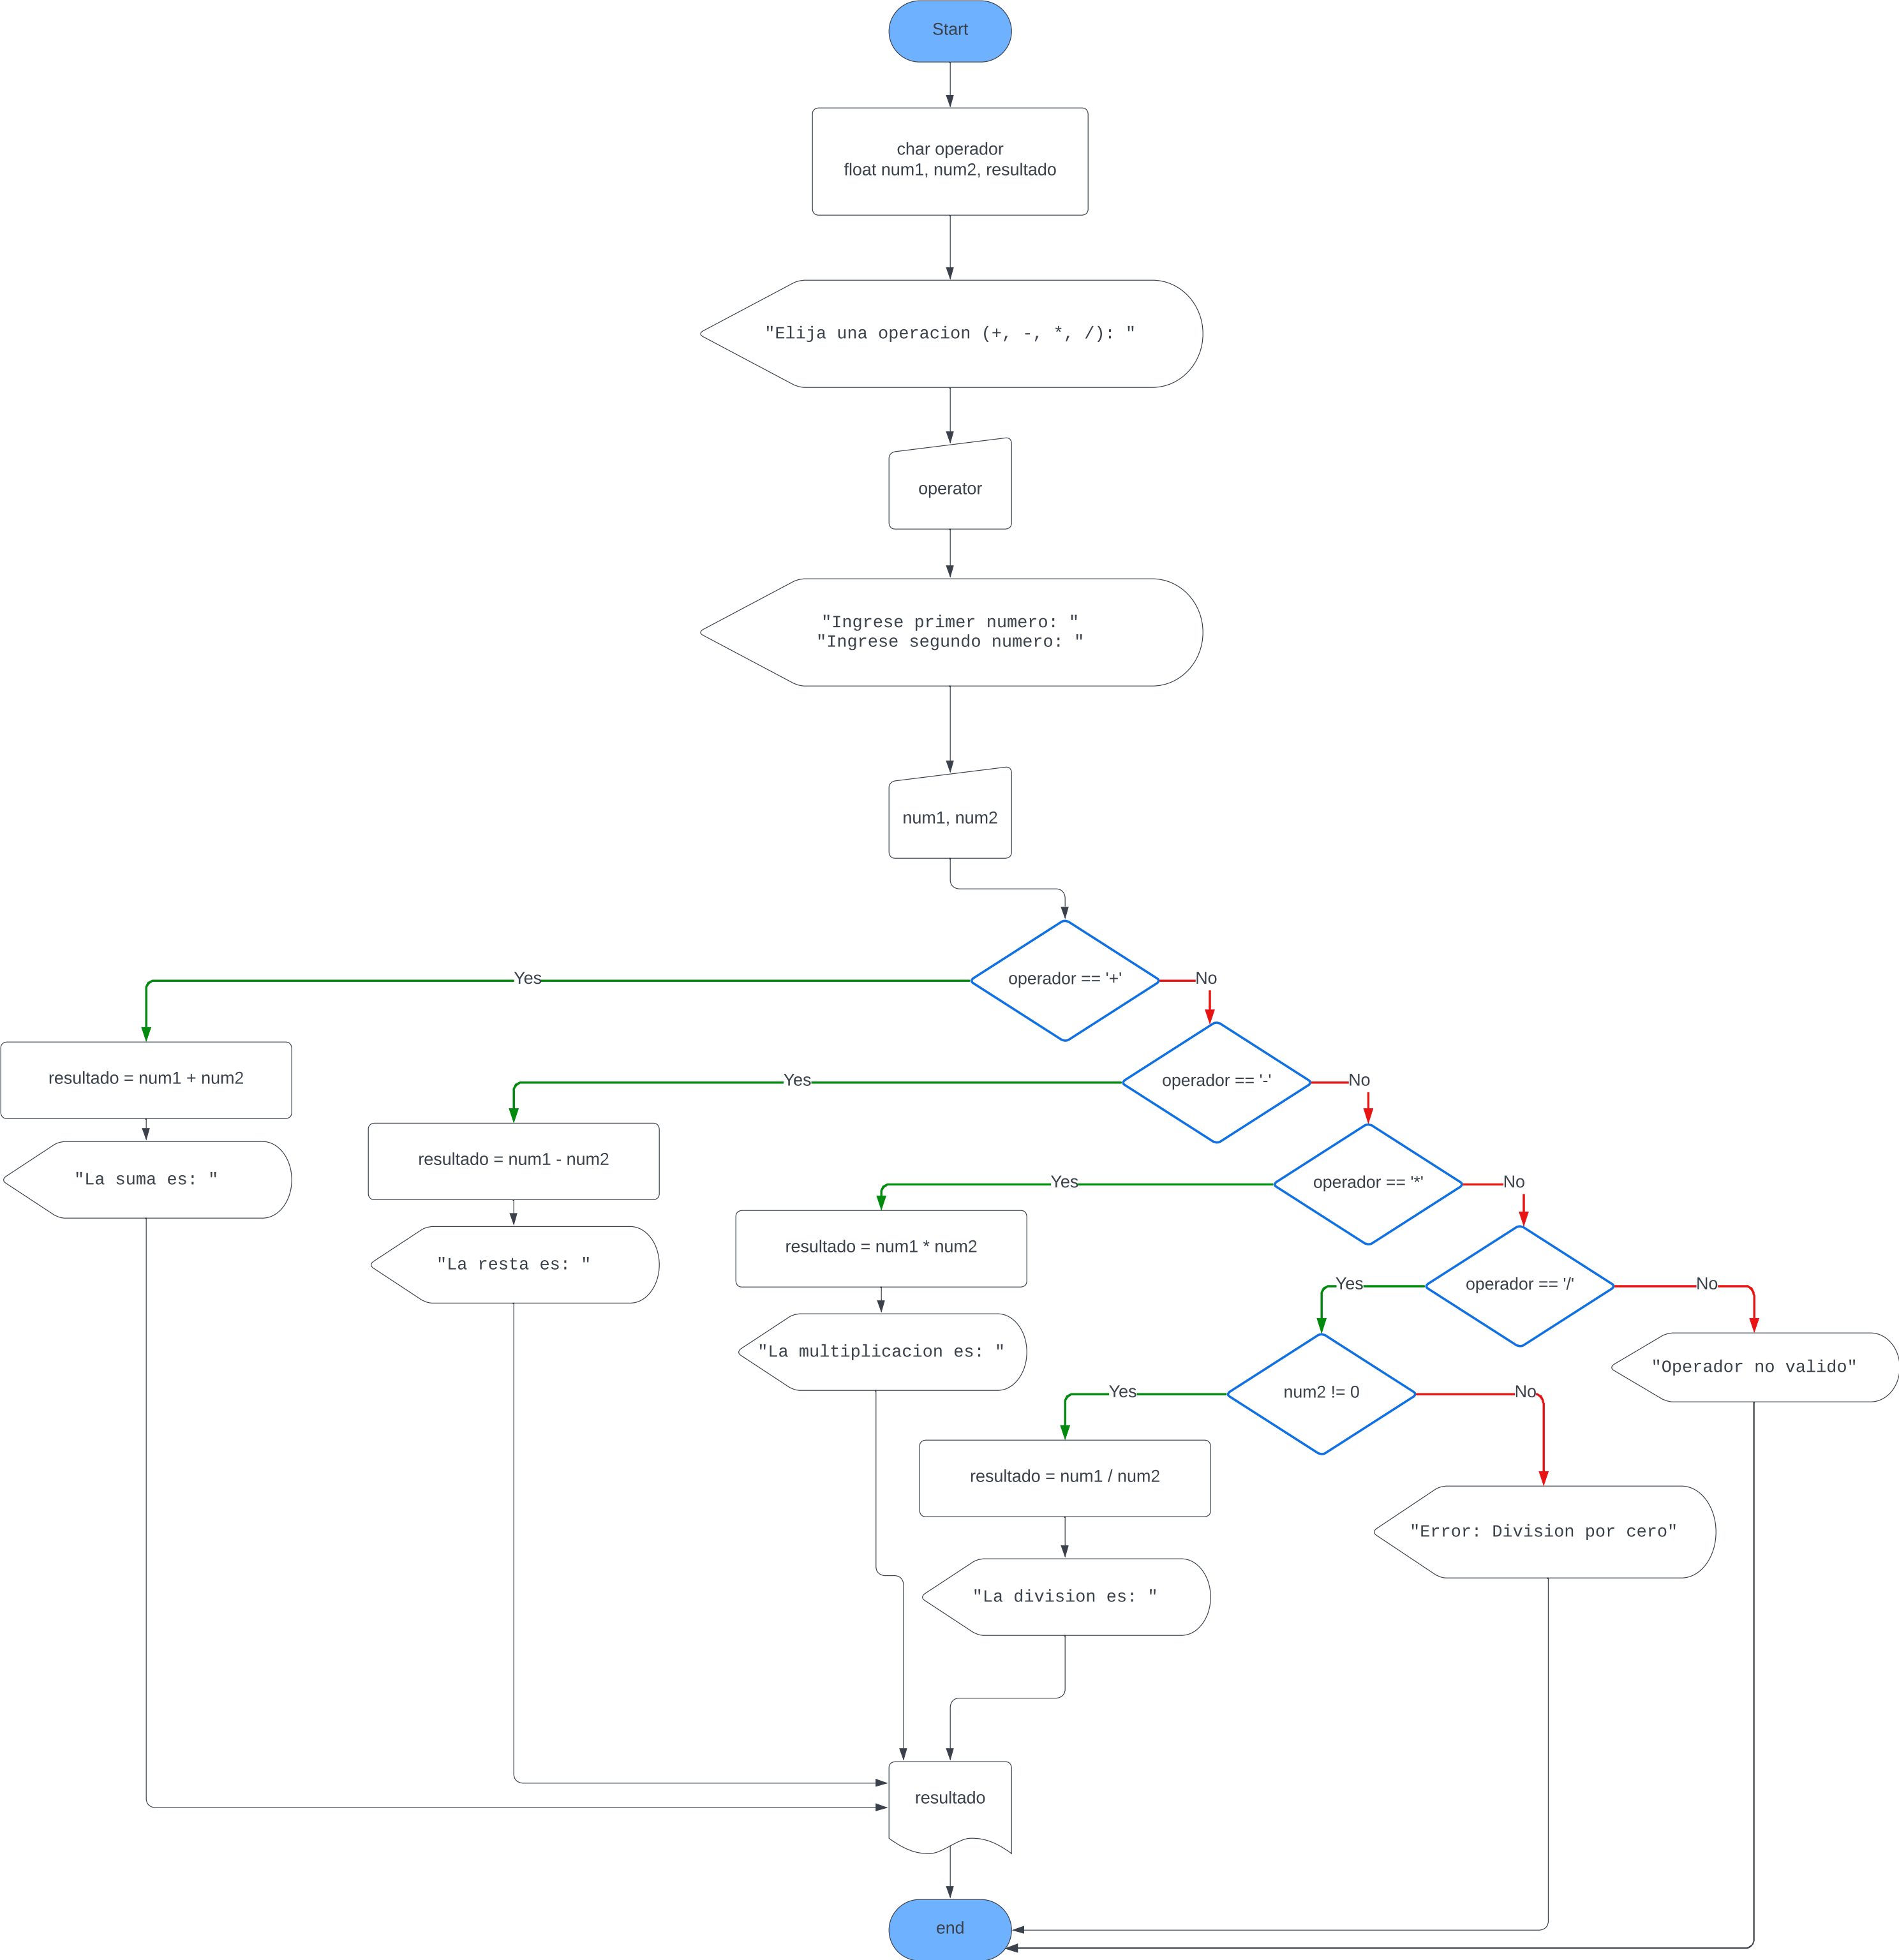 Start
char operador
float num1, num2, resultado
"Elija una operacion (+, -, *, /): "
operator
"Ingrese primer numero: "
"Ingrese segundo numero: "
num1, num2
operador == '+'
Yes
No
resultado = num1 + num2
"La suma es: "
operador == '-'
Yes
No
resultado = num1 - num2
"La resta es: "
operador == '*'
Yes
No
resultado = num1 * num2
"La multiplicacion es: "
operador == '/'
Yes
No
"Operador no valido"
num2 != 0
Yes
No
resultado = num1 / num2
"La division es: "
"Error: Division por cero"
resultado
end